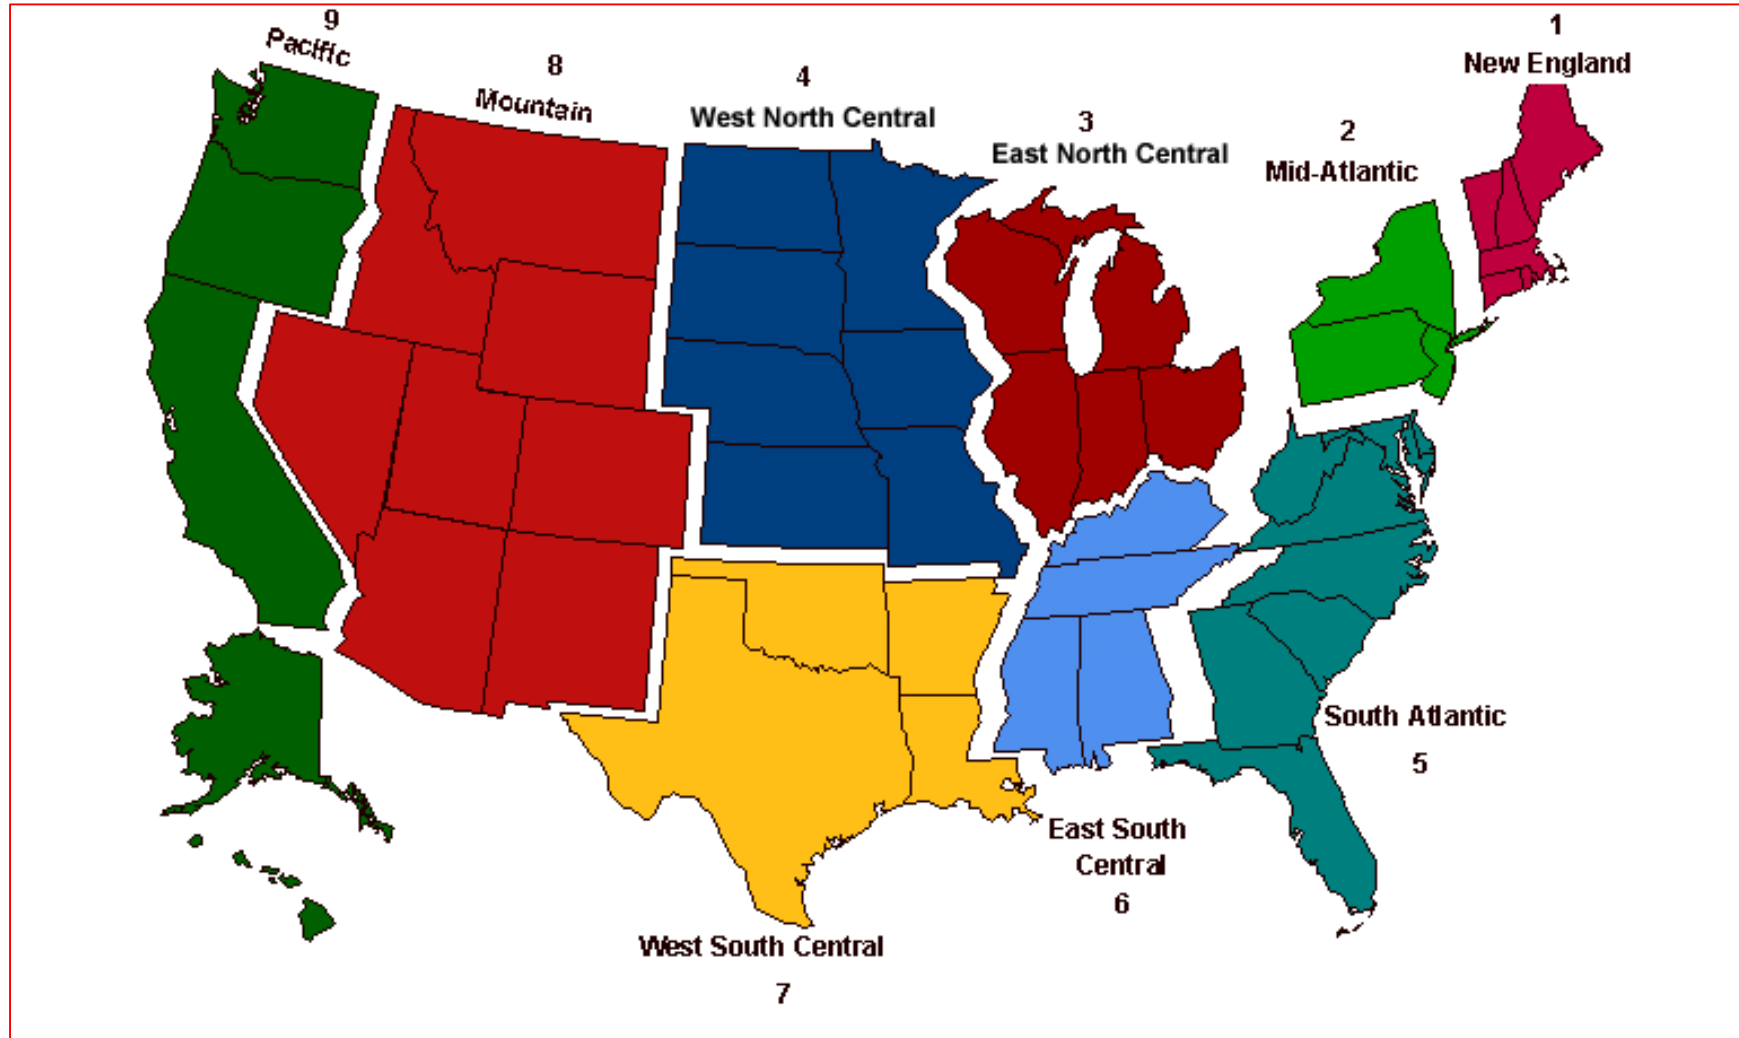 9
Pacific
8
Mountain
4
West North Central
3
East North Central
2
Mid-Atlantic
1
New England
South Atlantic
5
East South
Central
6
West South Central
7